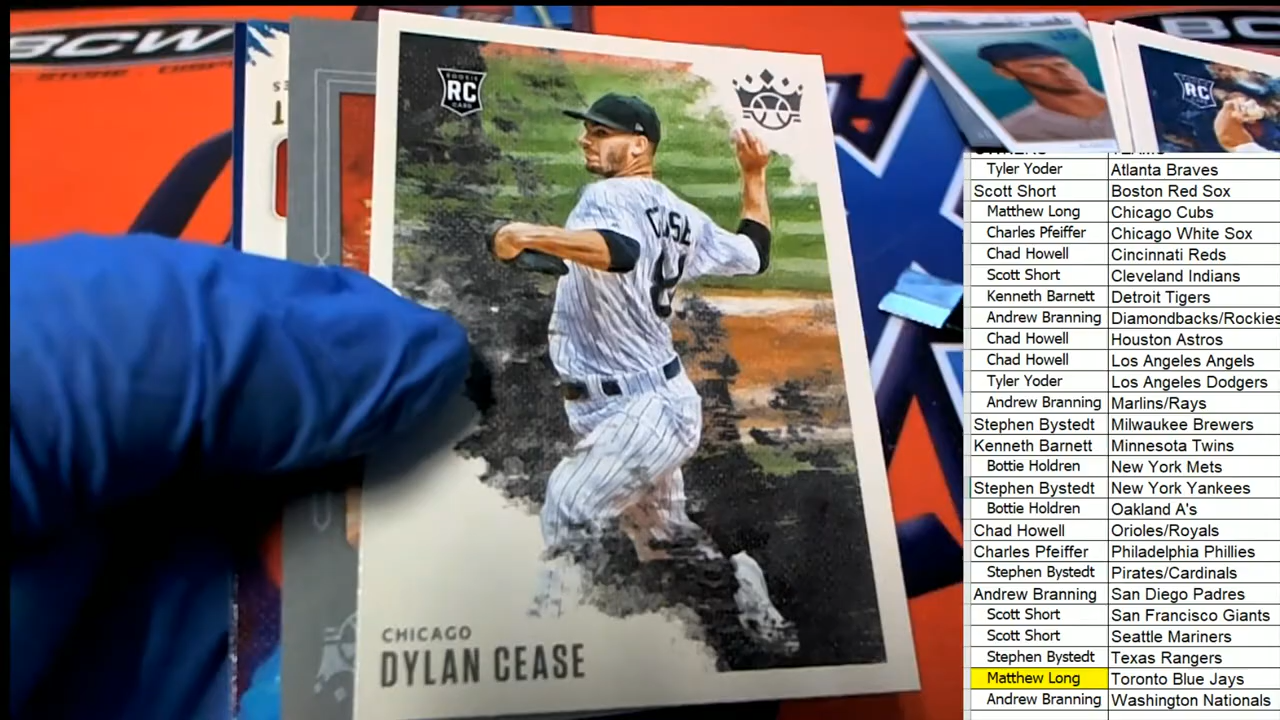 BCW
ROOKIE
RC
CARD
CEASE
CHICAGO
DYLAN CEASE
RC
BC
Tyler Yoder Atlanta Braves
Scott Short Boston Red Sox
Matthew Long Chicago Cubs
Charles Pfeiffer Chicago White Sox
Chad Howell Cincinnati Reds
Scott Short Cleveland Indians
Kenneth Barnett Detroit Tigers
Andrew Branning Diamondbacks/Rockies
Chad Howell Houston Astros
Chad Howell Los Angeles Angels
Tyler Yoder Los Angeles Dodgers
Andrew Branning Marlins/Rays
Stephen Bystedt Milwaukee Brewers
Kenneth Barnett Minnesota Twins
Bottie Holdren New York Mets
Stephen Bystedt New York Yankees
Bottie Holdren Oakland A's
Chad Howell Orioles/Royals
Charles Pfeiffer Philadelphia Phillies
Stephen Bystedt Pirates/Cardinals
Andrew Branning San Diego Padres
Scott Short San Francisco Giants
Scott Short Seattle Mariners
Stephen Bystedt Texas Rangers
Matthew Long Toronto Blue Jays
Andrew Branning Washington Nationals